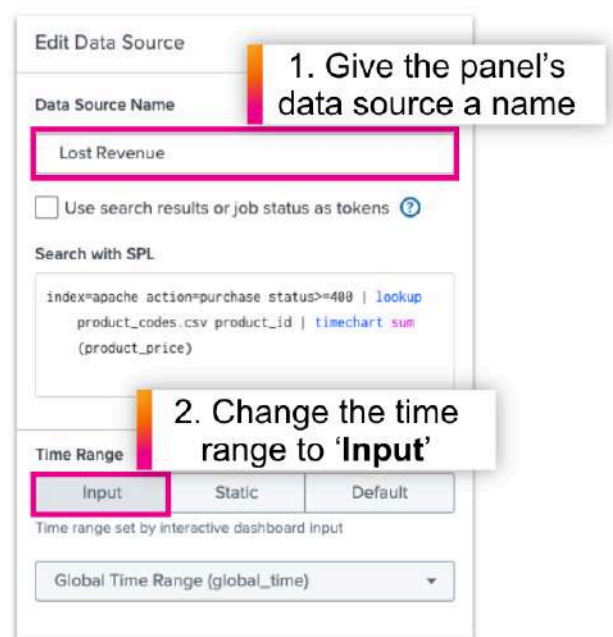 Edit Data Source
1. Give the panel's
data source a name
Data Source Name
Lost Revenue
Use search results or job status as tokens ?
Search with SPL
index=apache action=purchase status>=400 | lookup
product_codes.csv product_id | timechart sum
(product_price)
2. Change the time
range to ‘Input’
Time Range
Input Static Default
Time range set by interactive dashboard input
Global Time Range (global_time)